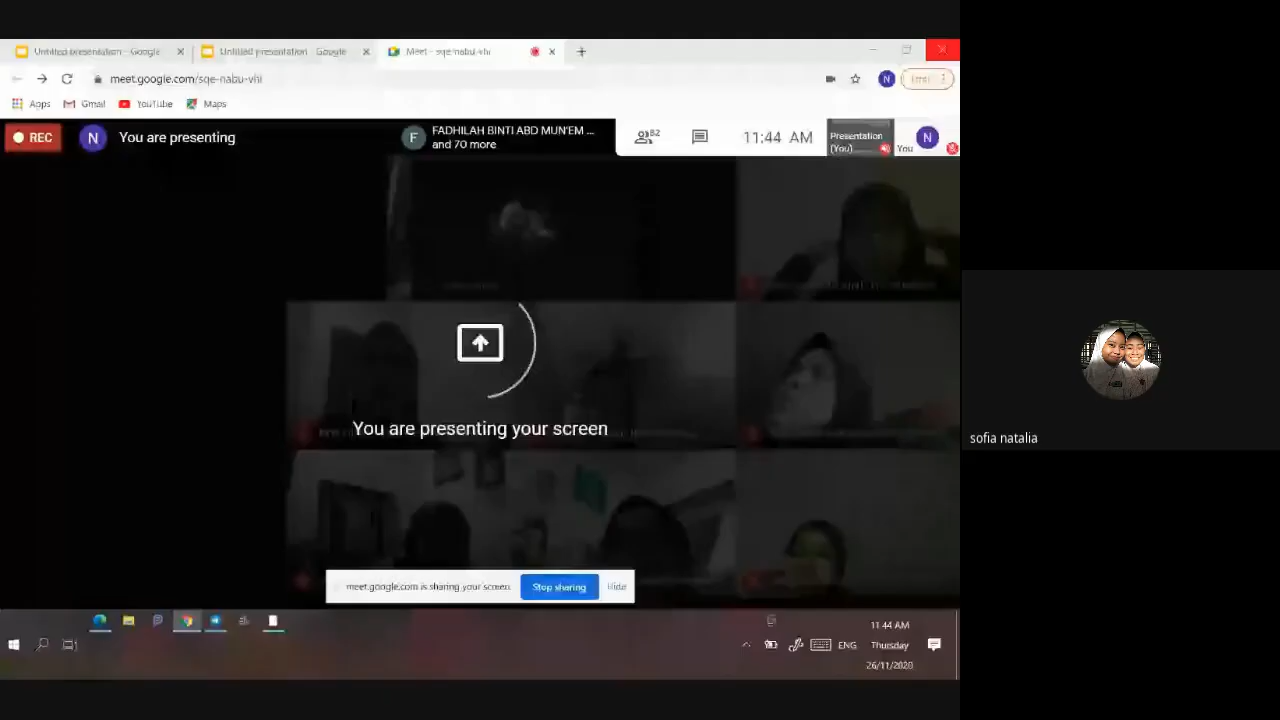 Untitled presentation - Google
Untitled presentation - Google
Meet - sqe-nabu-vhi
meet.google.com/sqe-nabu-vhi
N
Apps
Gmail
YouTube
Maps
REC
N
You are presenting
F
FADHILAH BINTI ABD MUN'EM ...
and 70 more
82
11:44 AM
Presentation
(You)
You
N
You are presenting your screen
sofia natalia
meet.google.com is sharing your screen.
Stop sharing
Hide
11:44 AM
ENG
Thursday
26/11/2020